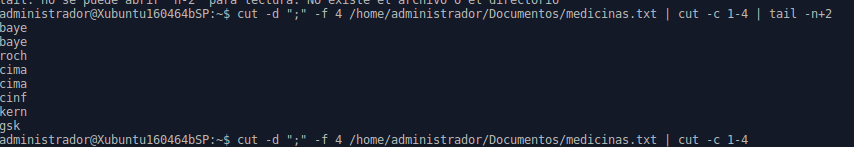 tail: no se puede abrir 'n-2' para lectura: No existe el archivo o el directorio
administrador@Xubuntu160464bSP:~$ cut -d ";" -f 4 /home/administrador/Documentos/medicinas.txt | cut -c 1-4 | tail -n+2
baye
baye
roch
cima
cima
cinf
kern
gsk
administrador@Xubuntu160464bSP:~$ cut -d ";" -f 4 /home/administrador/Documentos/medicinas.txt | cut -c 1-4